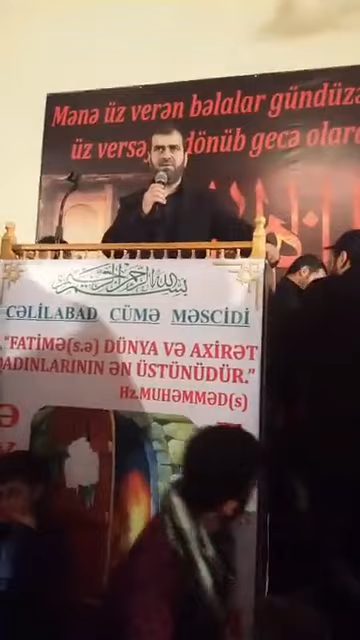 Mənə üz verən bəlalar gündüzə
üz versə dönüb gecə olar
بسم الله الرحمن الرحيم
CƏLİLABAD CÜMƏ MƏSCİDİ
"FATİMƏ(s.ə) DÜNYA VƏ AXİRƏT
QADINLARININ ƏN ÜSTÜNÜDÜR."
Hz.MUHƏMMƏD(s)